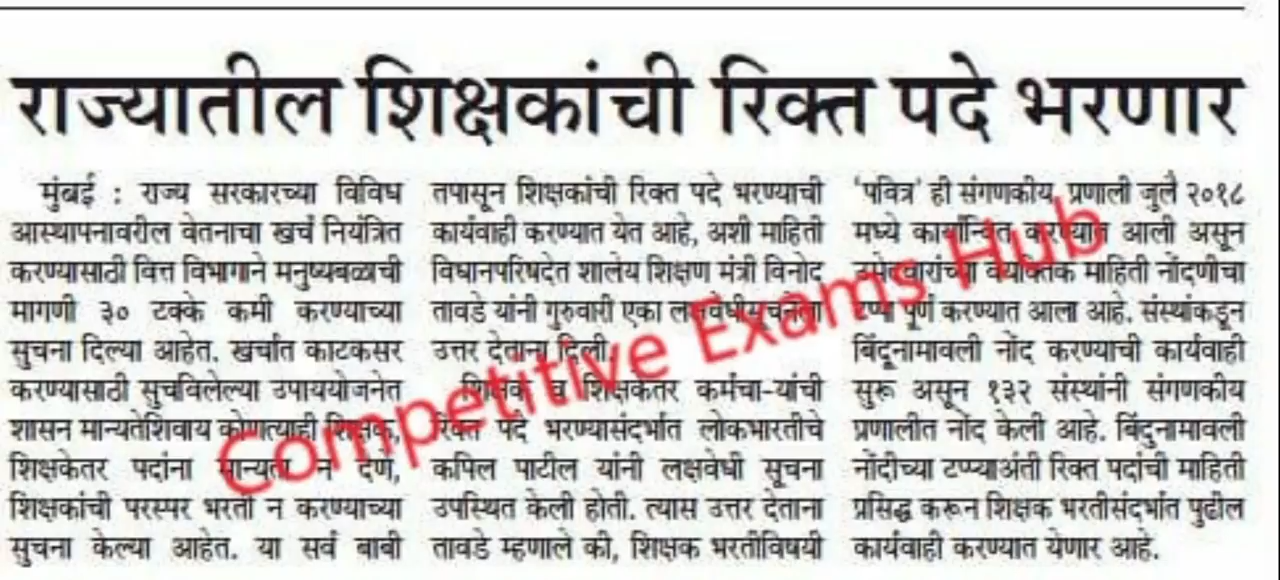 राज्यातील शिक्षकांची रिक्त पदे भरणार
मुंबई : राज्य सरकारच्या विविध
आस्थापनावरील वेतनाचा खर्च नियंत्रित
करण्यासाठी वित्त विभागाने मनुष्यबळाची
मागणी ३० टक्के कमी करण्याच्या
सुचना दिल्या आहेत. खर्चात काटकसर
करण्यासाठी सुचविलेल्या उपाययोजनेत
शासन मान्यतेशिवाय कोणत्याही शिक्षक,
शिक्षकेतर पदांना मान्यता न देणे,
शिक्षकांची परस्पर भरती न करण्याच्या
सुचना केल्या आहेत. या सर्व बाबी
तपासून शिक्षकांची रिक्त पदे भरण्याची
कार्यवाही करण्यात येत आहे, अशी माहिती
विधानपरिषदेत शालेय शिक्षण मंत्री विनोद
तावडे यांनी गुरुवारी एका लक्षवेधीसूचनेला
उत्तर देताना दिली.
शिक्षक व शिक्षकेतर कर्मचा-यांची
रिक्त पदे भरण्यासंदर्भात लोकभारतीचे
कपिल पाटील यांनी लक्षवेधी सूचना
उपस्थित केली होती. त्यास उत्तर देताना
तावडे म्हणाले की, शिक्षक भरतीविषयी
'पवित्र' ही संगणकीय प्रणाली जुलै २०१८
मध्ये कार्यान्वित करण्यात आली असून
उमेदवारांच्या वैयक्तिक माहिती नोंदणीचा
टप्पा पूर्ण करण्यात आला आहे. संस्थांकडून
बिंदूनामावली नोंद करण्याची कार्यवाही
सुरू असून १३२ संस्थांनी संगणकीय
प्रणालीत नोंद केली आहे. बिंदुनामावली
नोंदीच्या टप्प्याअंती रिक्त पदांची माहिती
प्रसिद्ध करून शिक्षक भरतीसंदर्भात पुढील
कार्यवाही करण्यात येणार आहे.
Competitive Exams Hub